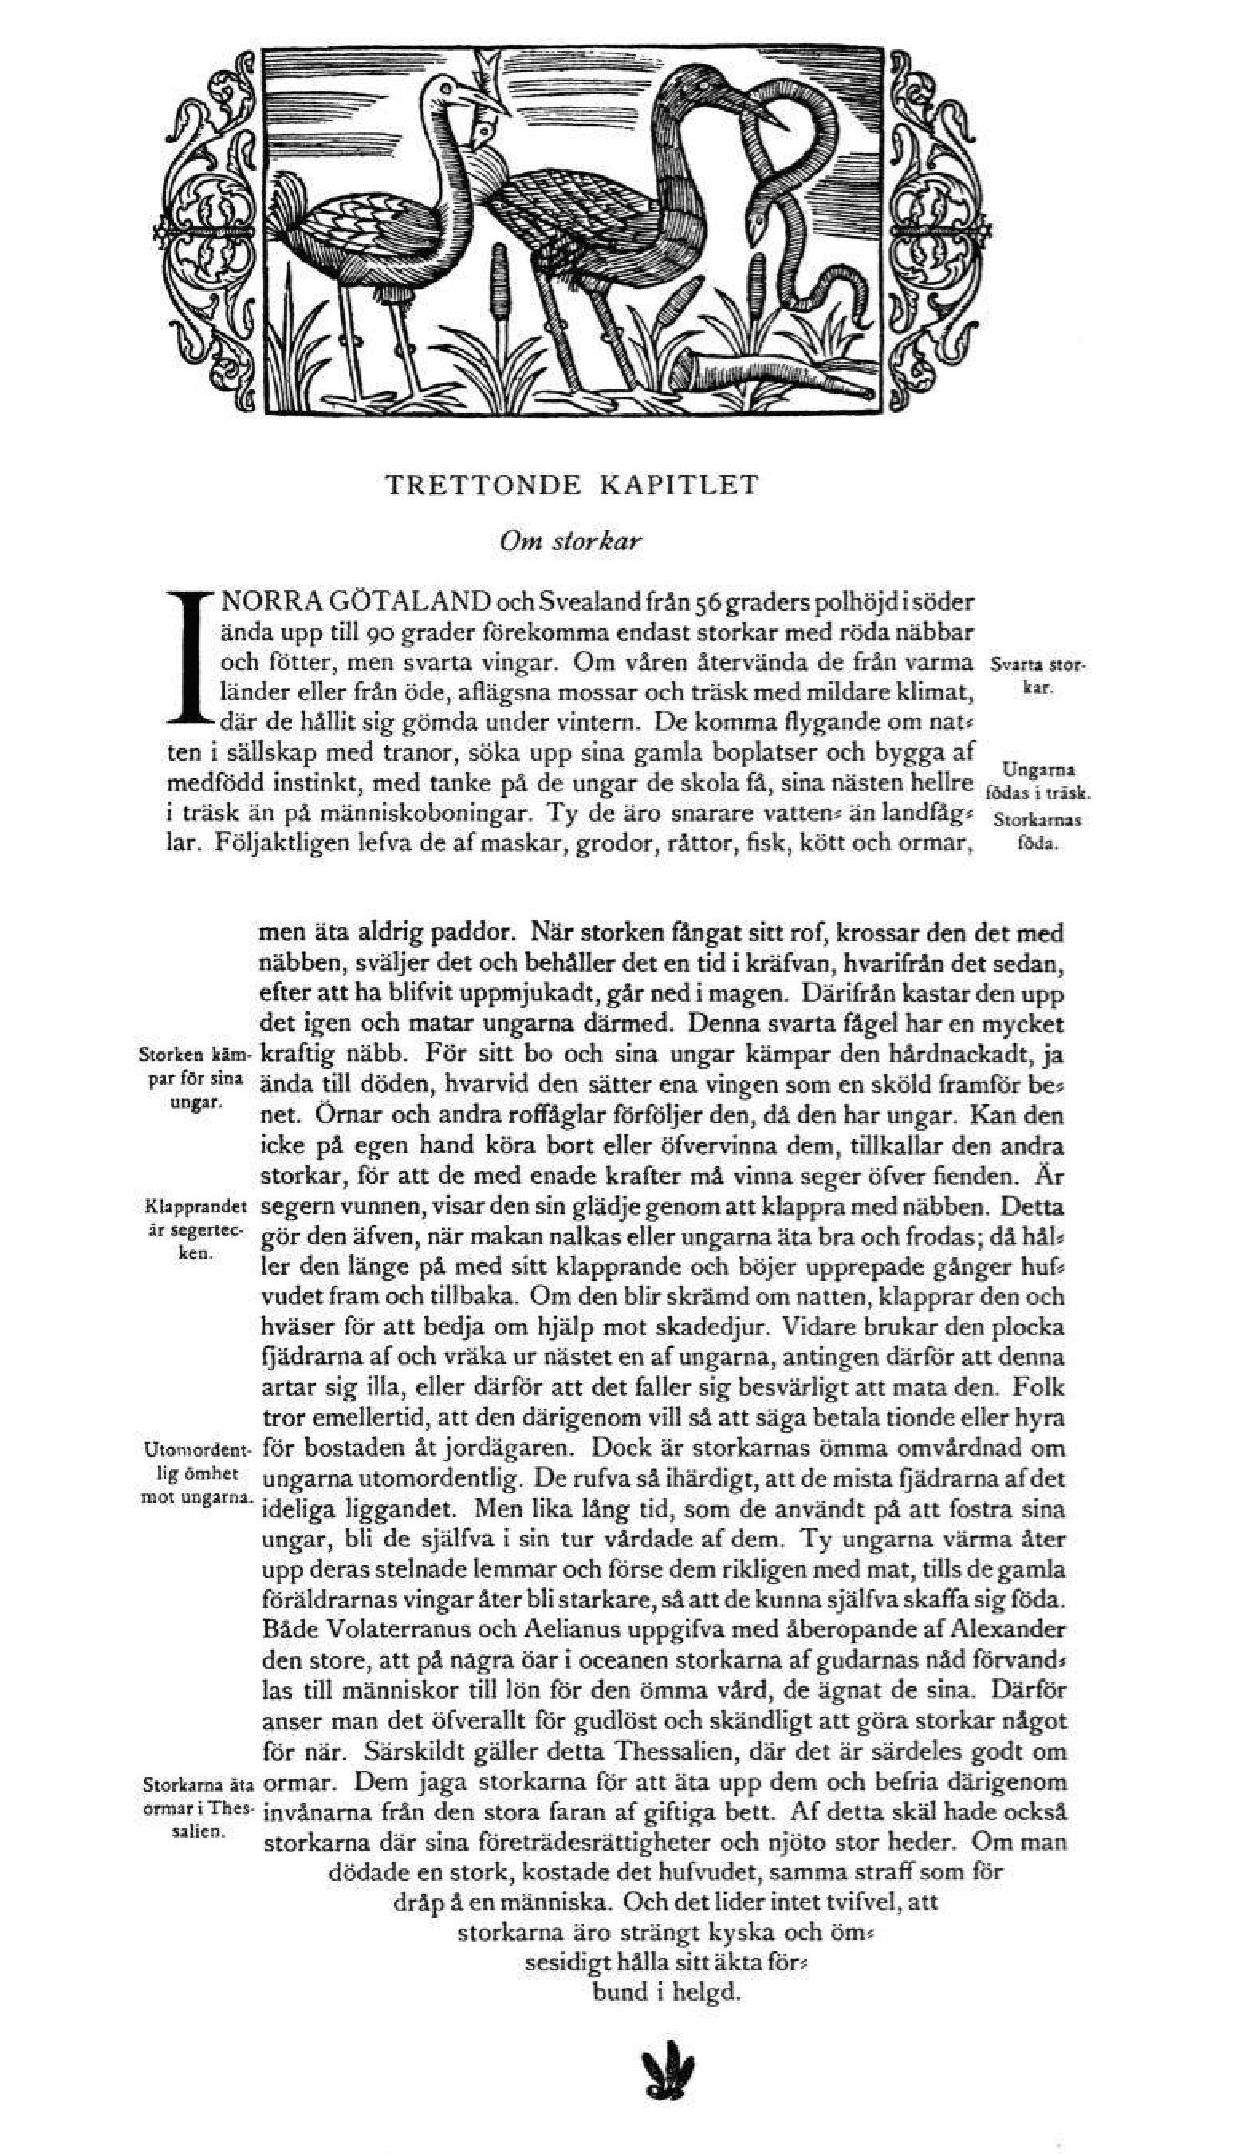 TRETTONDE KAPITLET
Om storkar
I NORRA GÖTALAND och Svealand från 56 graders polhöjd i söder
ända upp till 90 grader förekomma endast storkar med röda näbbar
och fötter, men svarta vingar. Om våren återvända de från varma
Svarta stor-
länder eller från öde, aflägsna mossar och träsk med mildare klimat,
kar.
där de hållit sig gömda under vintern. De komma flygande om nat-
ten i sällskap med tranor, söka upp sina gamla boplatser och bygga af
Ungarna
medfödd instinkt, med tanke på de ungar de skola få, sina nästen hellre
födas i träsk.
i träsk än på människoboningar. Ty de äro snarare vatten- än landfåg-
Storkarnas
lar. Följaktligen lefva de af maskar, grodor, råttor, fisk, kött och ormar,
föda.
men äta aldrig paddor. När storken fångat sitt rof, krossar den det med
näbben, sväljer det och behåller det en tid i kräfvan, hvarifrån det sedan,
efter att ha blifvit uppmjukadt, går ned i magen. Därifrån kastar den upp
det igen och matar ungarna därmed. Denna svarta fågel har en mycket
Storken käm-
kraftig näbb. För sitt bo och sina ungar kämpar den hårdnackadt, ja
par för sina
ända till döden, hvarvid den sätter ena vingen som en sköld framför be-
ungar.
net. Örnar och andra roffåglar förföljer den, då den har ungar. Kan den
icke på egen hand köra bort eller öfvervinna dem, tillkallar den andra
storkar, för att de med enade krafter må vinna seger öfver fienden. Är
Klapprandet
segern vunnen, visar den sin glädje genom att klappra med näbben. Detta
är segertec-
gör den äfven, när makan nalkas eller ungarna äta bra och frodas; då hål-
ken.
ler den länge på med sitt klapprande och böjer upprepade gånger huf-
vudet fram och tillbaka. Om den blir skrämd om natten, klapprar den och
hväser för att bedja om hjälp mot skadedjur. Vidare brukar den plocka
fjädrarna af och vräka ur nästet en af ungarna, antingen därför att denna
artar sig illa, eller därför att det faller sig besvärligt att mata den. Folk
tror emellertid, att den därigenom vill så att säga betala tionde eller hyra
Utomordent-
för bostaden åt jordägaren. Dock är storkarnas ömma omvårdnad om
lig ömhet
ungarna utomordentlig. De rufva så ihärdigt, att de mista fjädrarna af det
mot ungarna.
ideliga liggandet. Men lika lång tid, som de användt på att fostra sina
ungar, bli de själfva i sin tur vårdade af dem. Ty ungarna värma åter
upp deras stelnade lemmar och förse dem rikligen med mat, tills de gamla
föräldrarnas vingar åter bli starkare, så att de kunna själfva skaffa sig föda.
Både Volaterranus och Aelianus uppgifva med åberopande af Alexander
den store, att på några öar i oceanen storkarna af gudarnas nåd förvand-
las till människor till lön för den ömma vård, de ägnat de sina. Därför
anser man det öfverallt för gudlöst och skändligt att göra storkar något
för när. Särskildt gäller detta Thessalien, där det är särdeles godt om
Storkarna äta
ormar. Dem jaga storkarna för att äta upp dem och befria därigenom
ormar i Thes-
invånarna från den stora faran af giftiga bett. Af detta skäl hade också
salien.
storkarna där sina företrädesrättigheter och njöto stor heder. Om man
dödade en stork, kostade det hufvudet, samma straff som för
dråp å en människa. Och det lider intet tvifvel, att
storkarna äro strängt kyska och öm-
sesidigt hålla sitt äkta för-
bund i helgd.